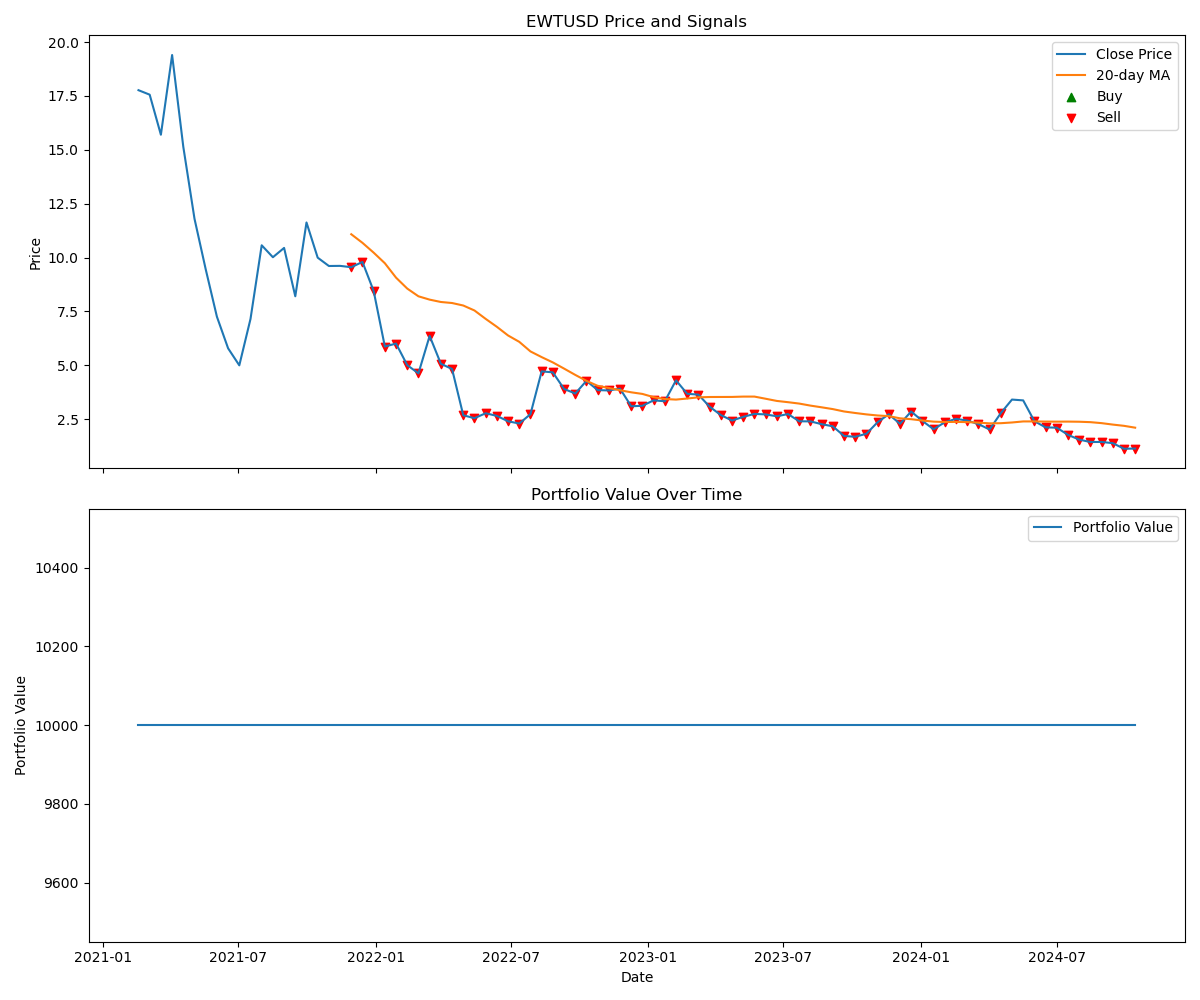 EWTUSD Price and Signals
20.0
17.5
15.0
12.5
10.0
7.5
5.0
2.5
Price
Close Price
20-day MA
Buy
Sell
Portfolio Value Over Time
10400
10200
10000
9800
9600
Portfolio Value
Portfolio Value
2021-01 2021-07 2022-01 2022-07 2023-01 2023-07 2024-01 2024-07
Date